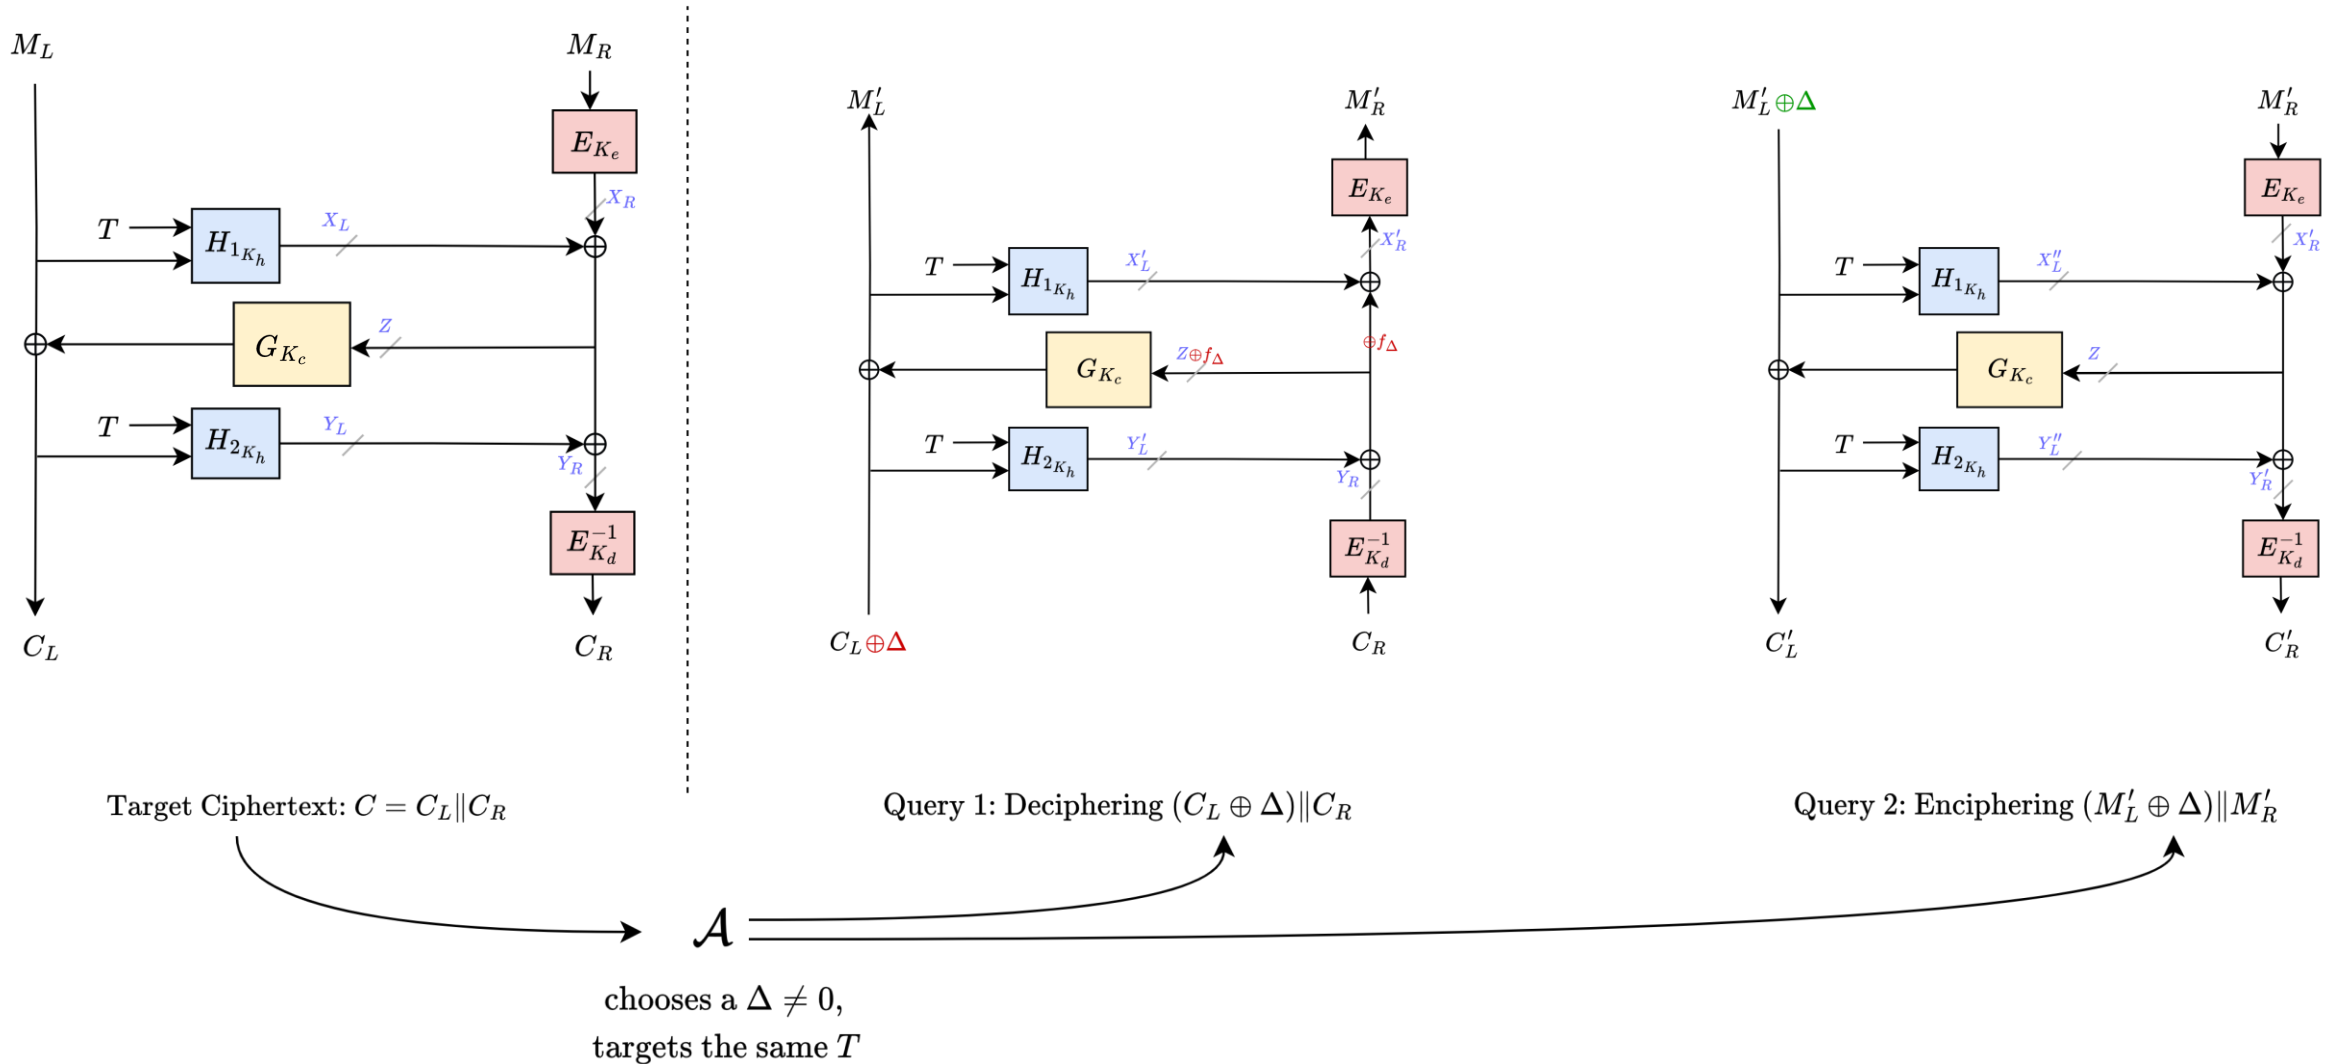 M_L
M_R
E_{K_e}
X_R
T
H_{1_{K_h}}
X_L
G_{K_c}
Z
T
H_{2_{K_h}}
Y_L
Y_R
E^{-1}_{K_d}
C_L
C_R
Target Ciphertext: C = C_L∥C_R
M'_L
M'_R
E_{K_e}
X'_R
T
H_{1_{K_h}}
X'_L
⊕f_Δ
G_{K_c}
Z⊕f_Δ
T
H_{2_{K_h}}
Y'_L
Y_R
E^{-1}_{K_d}
C_L⊕Δ
C_R
Query 1: Deciphering (C_L ⊕ Δ)∥C_R
M'_L⊕Δ
M'_R
E_{K_e}
X'_R
T
H_{1_{K_h}}
X''_L
G_{K_c}
Z
T
H_{2_{K_h}}
Y''_L
Y'_R
E^{-1}_{K_d}
C'_L
C'_R
Query 2: Enciphering (M'_L ⊕ Δ)∥M'_R
𝒜
chooses a Δ ≠ 0,
targets the same T